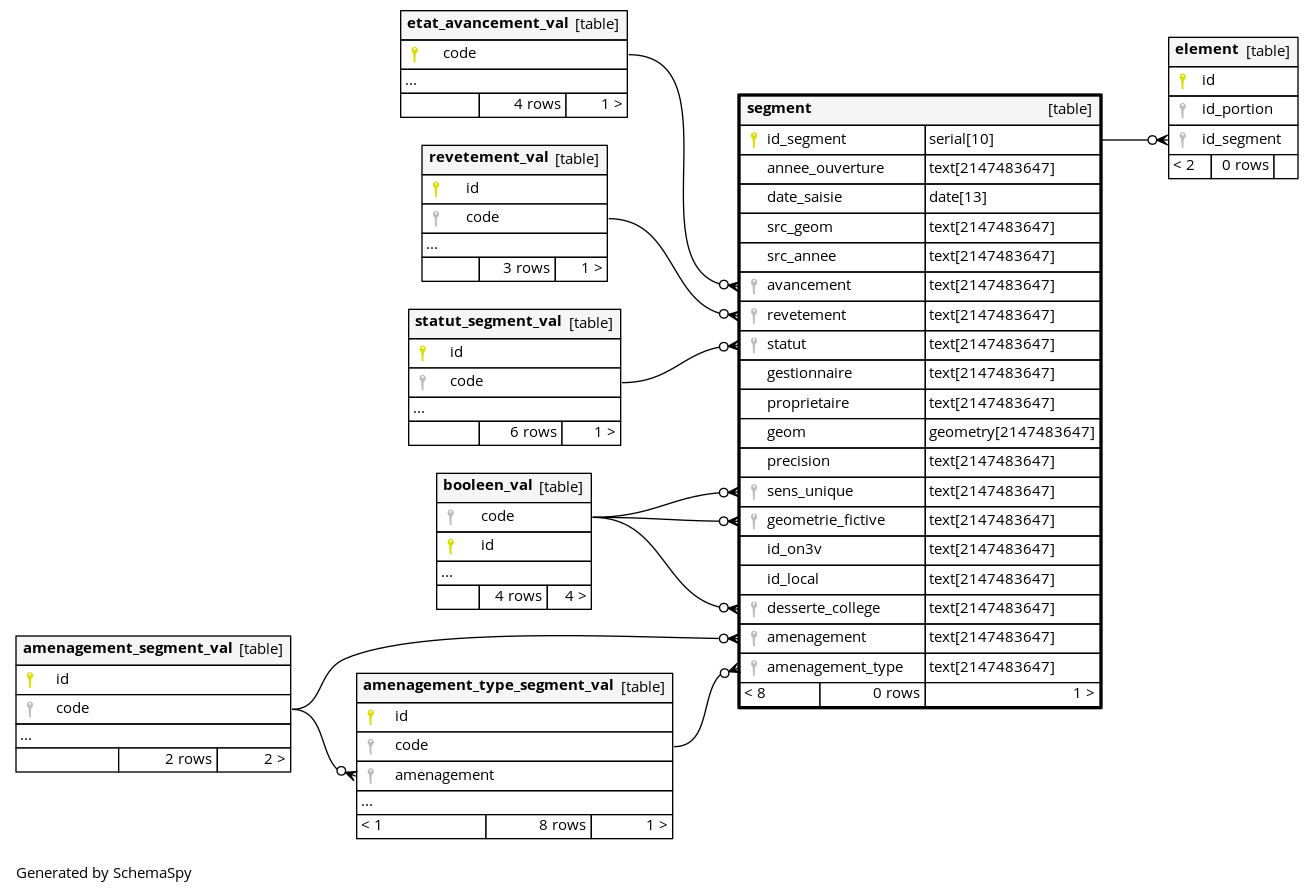 etat_avancement_val [table]
code
...
4 rows 1 >
revetement_val [table]
id
code
...
3 rows 1 >
statut_segment_val [table]
id
code
...
6 rows 1 >
booleen_val [table]
code
id
...
4 rows 4 >
amenagement_segment_val [table]
id
code
...
2 rows 2 >
amenagement_type_segment_val [table]
id
code
amenagement
...
< 1 8 rows 1 >
segment [table]
id_segment serial[10]
annee_ouverture text[2147483647]
date_saisie date[13]
src_geom text[2147483647]
src_annee text[2147483647]
avancement text[2147483647]
revetement text[2147483647]
statut text[2147483647]
gestionnaire text[2147483647]
proprietaire text[2147483647]
geom geometry[2147483647]
precision text[2147483647]
sens_unique text[2147483647]
geometrie_fictive text[2147483647]
id_on3v text[2147483647]
id_local text[2147483647]
desserte_college text[2147483647]
amenagement text[2147483647]
amenagement_type text[2147483647]
< 8 0 rows 1 >
element [table]
id
id_portion
id_segment
< 2 0 rows
Generated by SchemaSpy